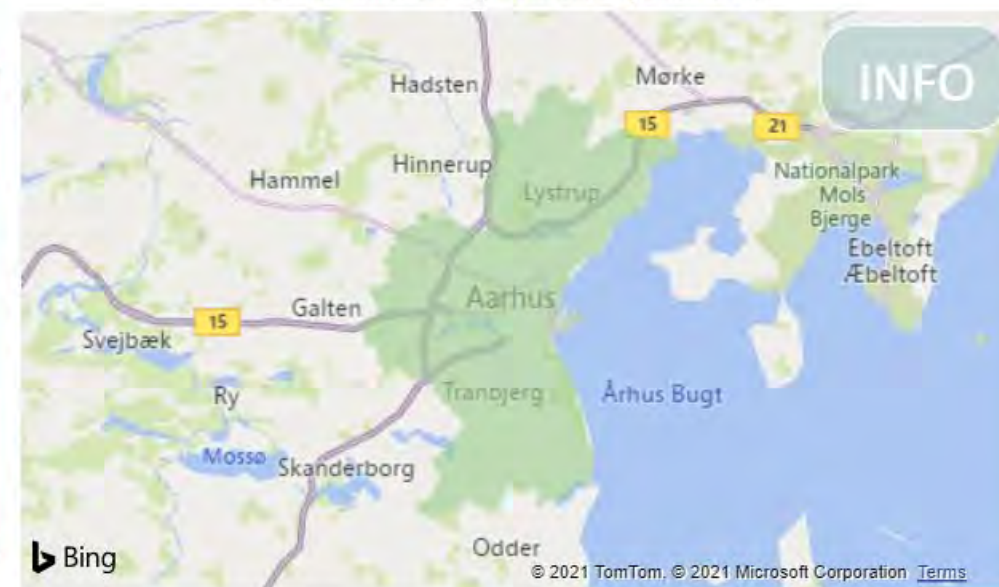 Hadsten
Mørke
INFO
15
21
Hinnerup
Hammel
Lystrup
Nationalpark
Mols
Bjerge
Ebeltoft
Æbeltoft
Galten
Aarhus
15
Svejbæk
Ry
Tranbjerg
Århus Bugt
Mossø
Skanderborg
Odder
Bing
© 2021 TomTom, © 2021 Microsoft Corporation Terms